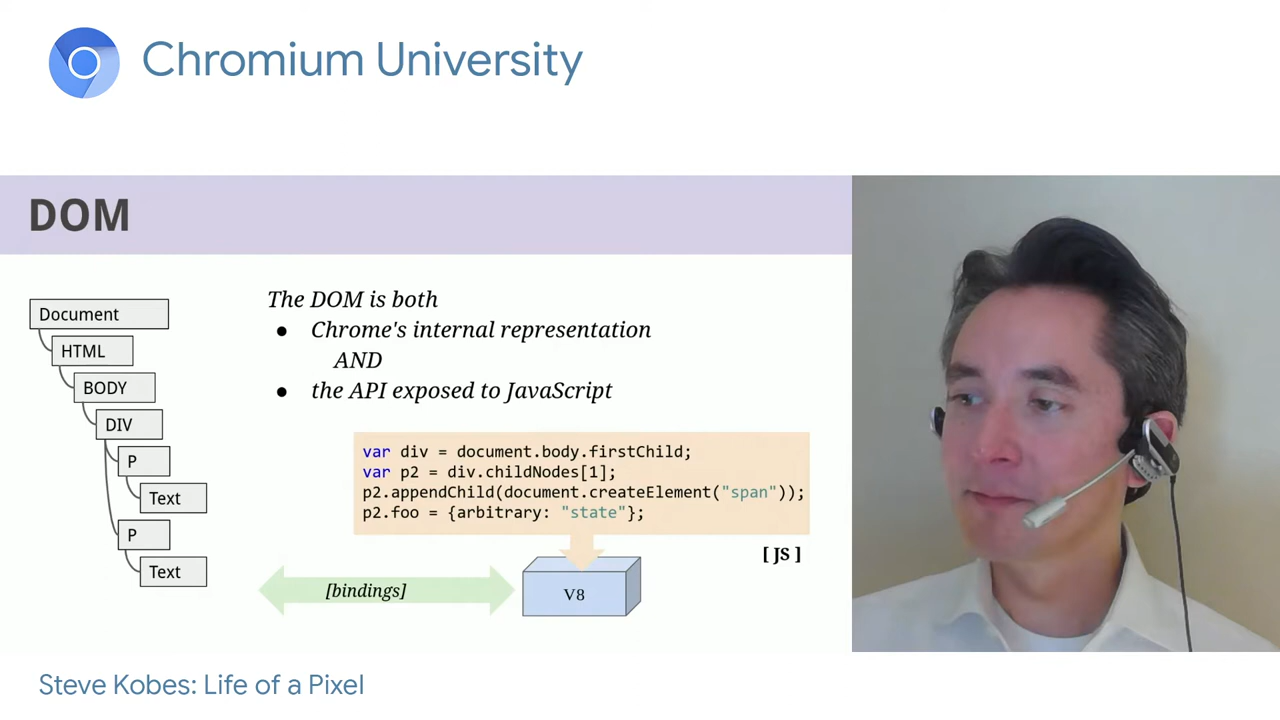 Chromium University
DOM
Document
HTML
BODY
DIV
P
Text
P
Text
The DOM is both
● Chrome's internal representation
AND
● the API exposed to JavaScript
var div = document.body.firstChild;
var p2 = div.childNodes[1];
p2.appendChild(document.createElement("span"));
p2.foo = {arbitrary: "state"};
[ JS ]
[bindings]
V8
Steve Kobes: Life of a Pixel